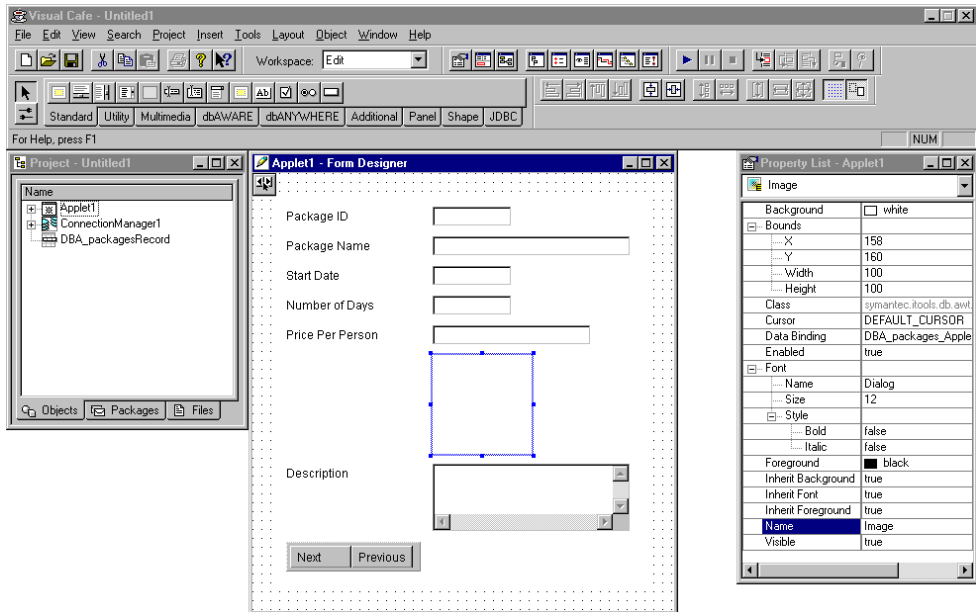 Visual Cafe - Untitled1
File Edit View Search Project Insert Tools Layout Object Window Help
Workspace: Edit
Standard Utility Multimedia dbAWARE dbANYWHERE Additional Panel Shape JDBC
For Help, press F1
NUM
Project - Untitled1
Name
Applet1
ConnectionManager1
DBA_packagesRecord
Objects Packages Files
Applet1 - Form Designer
Package ID
Package Name
Start Date
Number of Days
Price Per Person
Description
Next Previous
Property List - Applet1
Image
Background white
Bounds
X 158
Y 160
Width 100
Height 100
Class symantec.itools.db.awt.
Cursor DEFAULT_CURSOR
Data Binding DBA_packages_Apple
Enabled true
Font
Name Dialog
Size 12
Style
Bold false
Italic false
Foreground black
Inherit Background true
Inherit Font true
Inherit Foreground true
Name Image
Visible true